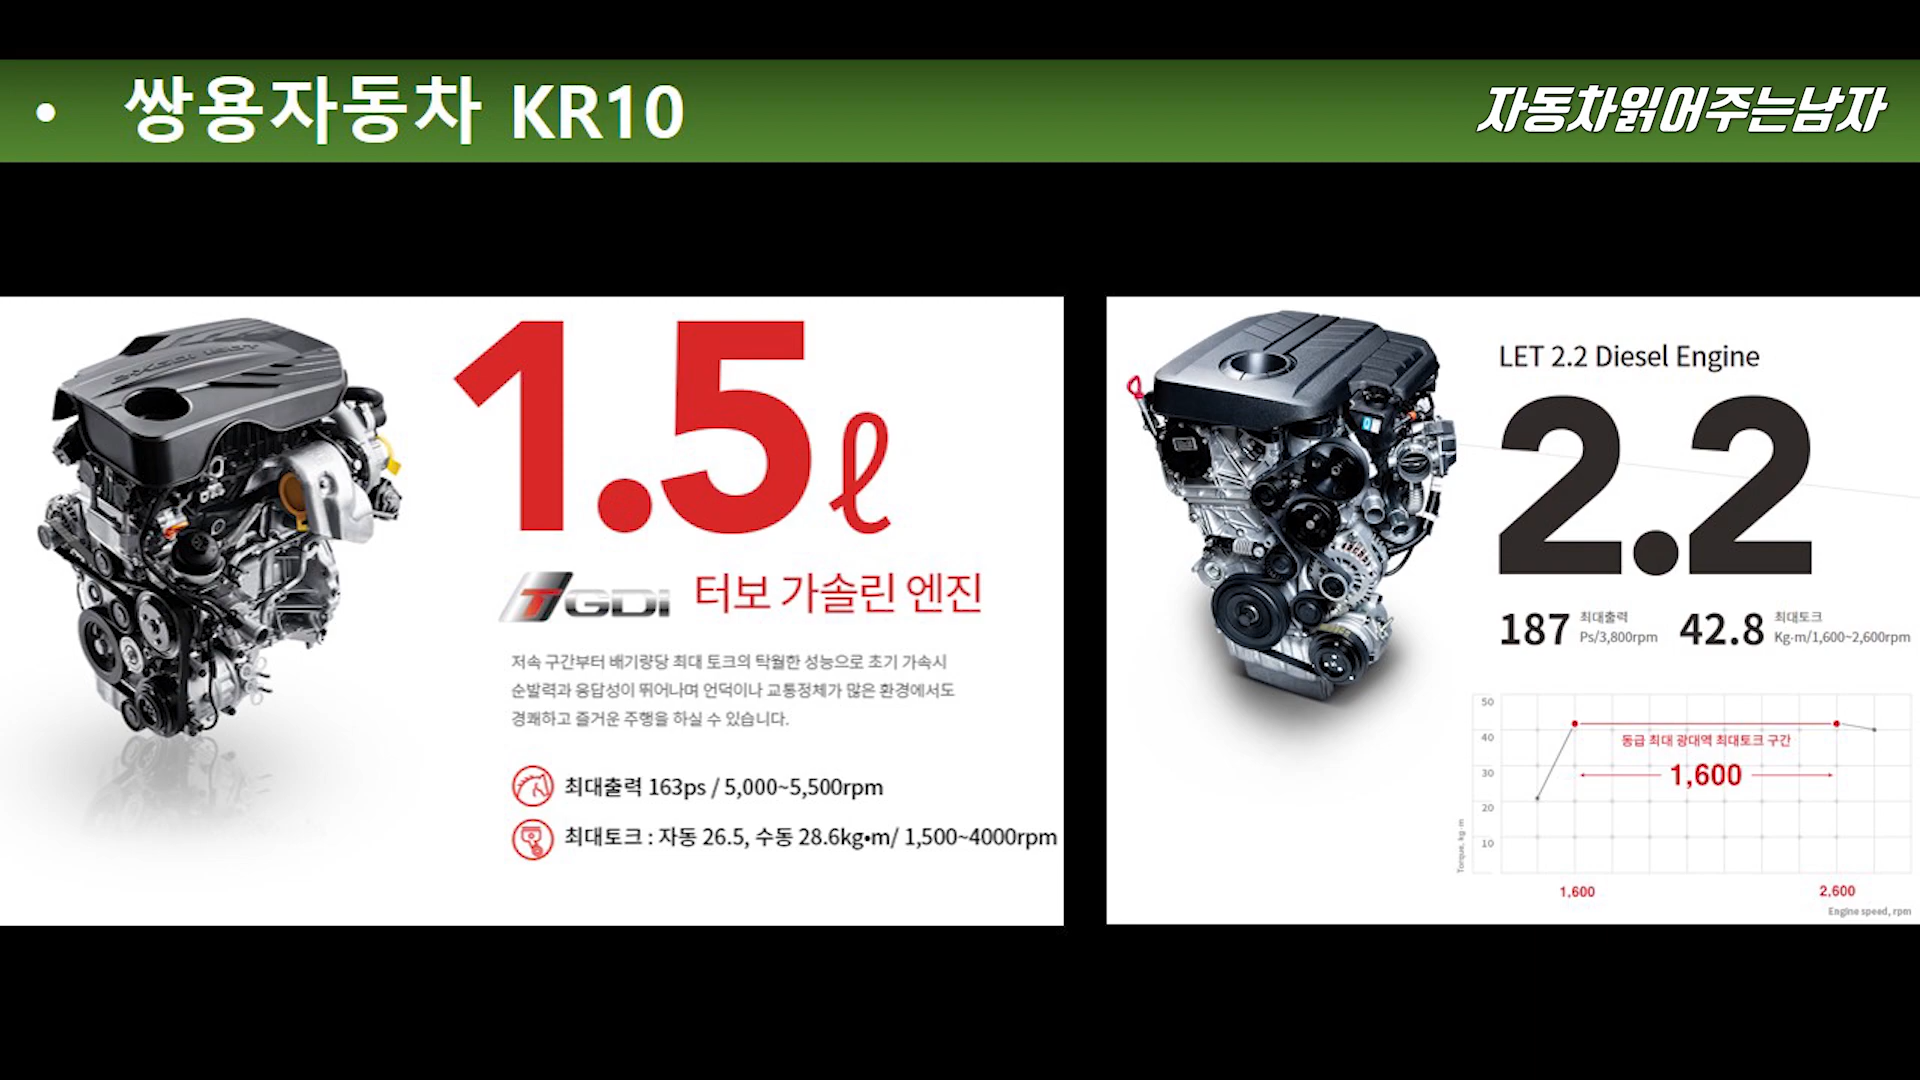 • 쌍용자동차 KR10
자동차읽어주는남자
1.5ℓ
TGDi 터보 가솔린 엔진
저속 구간부터 배기량당 최대 토크의 탁월한 성능으로 초기 가속시
순발력과 응답성이 뛰어나며 언덕이나 교통정체가 많은 환경에서도
경쾌하고 즐거운 주행을 하실 수 있습니다.
최대출력 163ps / 5,000~5,500rpm
최대토크 : 자동 26.5, 수동 28.6kg•m/ 1,500~4000rpm
LET 2.2 Diesel Engine
2.2
187 최대출력 Ps/3,800rpm 42.8 최대토크 Kg·m/1,600~2,600rpm
50
40
30
20
10
Torque, kg·m
동급 최대 광대역 최대토크 구간
1,600
1,600 2,600
Engine speed, rpm